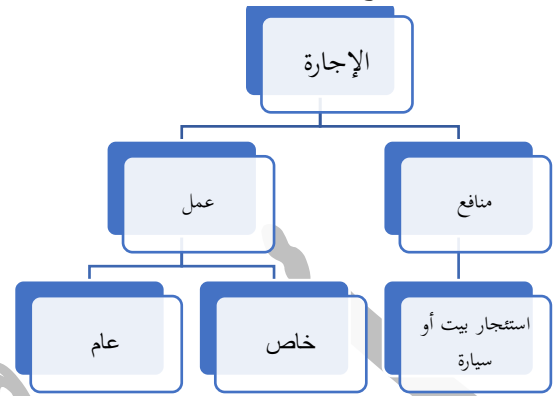 الإجارة
منافع
عمل
استئجار بيت أو
سيارة
خاص
عام